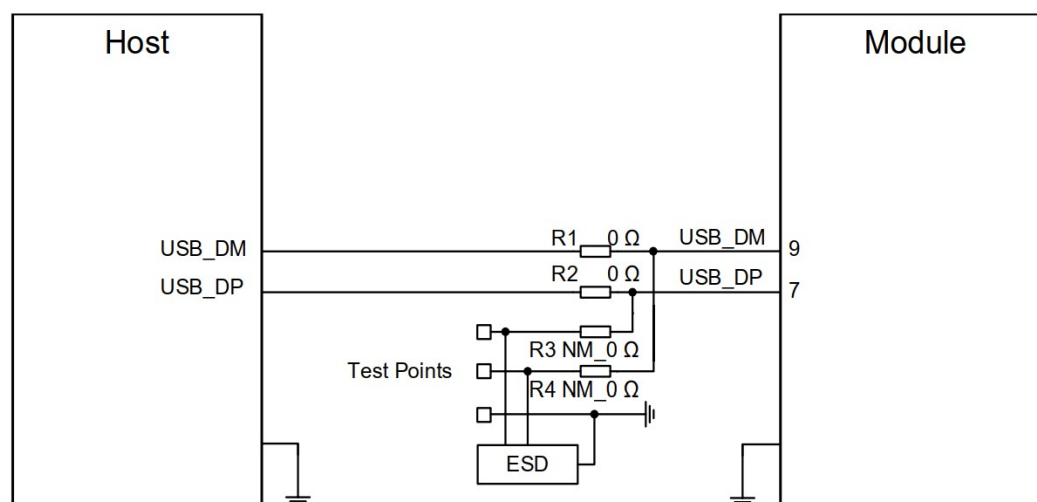 Host
Module
R1 0 Ω
USB_DM
USB_DM
9
R2 0 Ω
USB_DP
USB_DP
7
R3 NM_0 Ω
Test Points
R4 NM_0 Ω
ESD